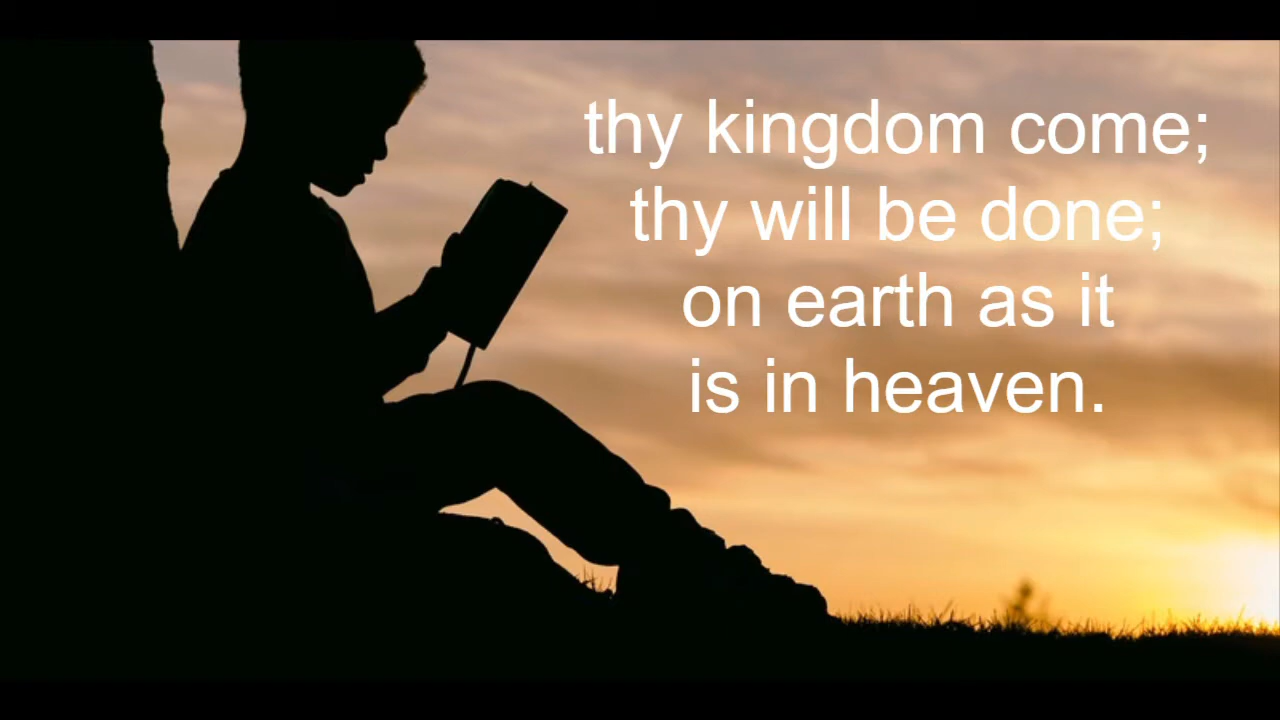 thy kingdom come;
thy will be done;
on earth as it
is in heaven.